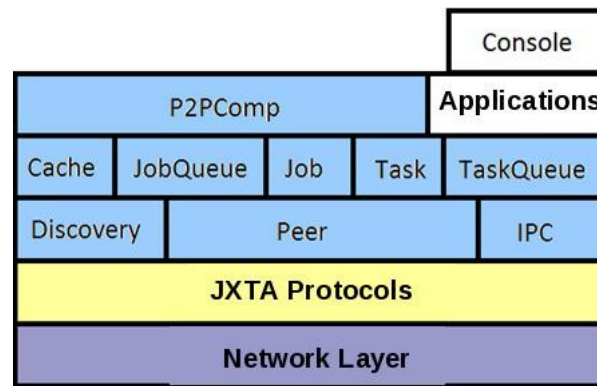 Console
P2PComp Applications
Cache JobQueue Job Task TaskQueue
Discovery Peer IPC
JXTA Protocols
Network Layer